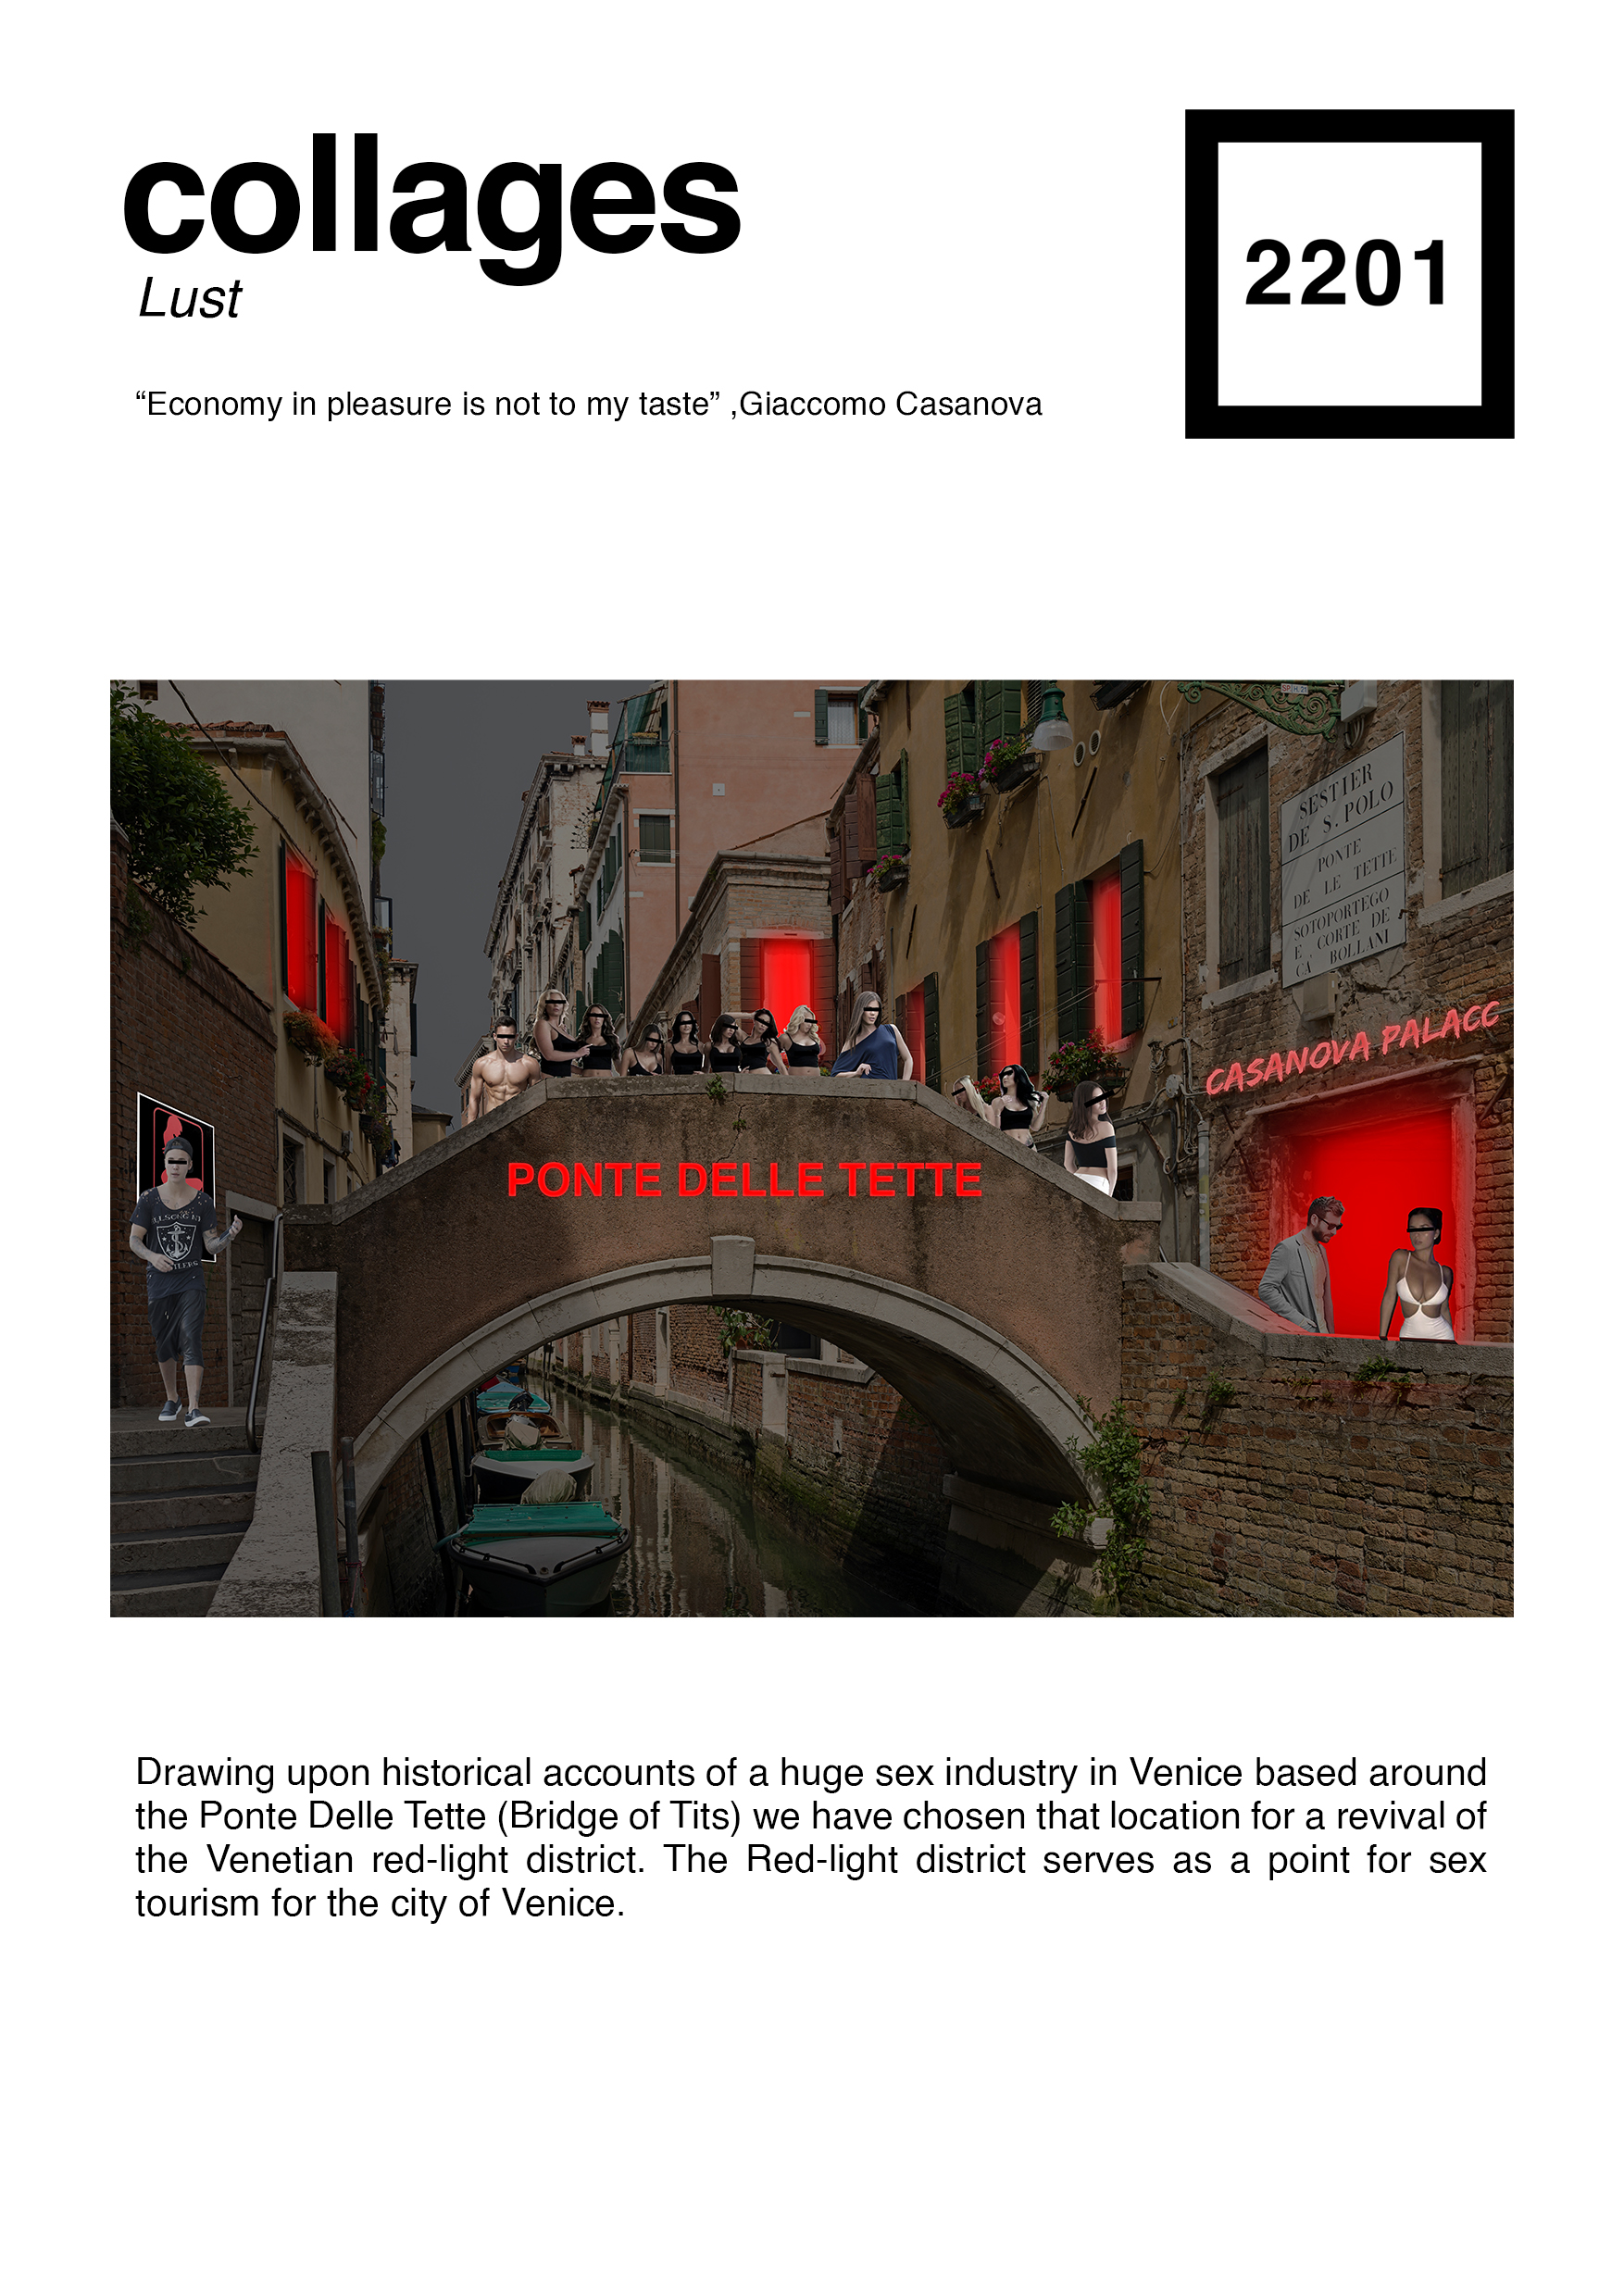 collages
Lust
2201
“Economy in pleasure is not to my taste” ,Giaccomo Casanova
SESTIER
DE S. POLO
PONTE
DE LE TETTE
SOTOPORTEGO
E CORTE DE
CA' BOLLANI
CASANOVA PALACC
PONTE DELLE TETTE
Drawing upon historical accounts of a huge sex industry in Venice based around
the Ponte Delle Tette (Bridge of Tits) we have chosen that location for a revival of
the Venetian red-light district. The Red-light district serves as a point for sex
tourism for the city of Venice.